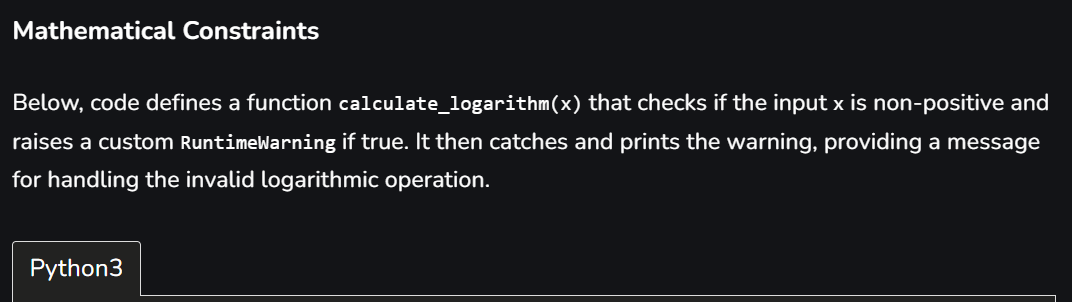 Mathematical Constraints
Below, code defines a function calculate_logarithm(x) that checks if the input x is non-positive and
raises a custom RuntimeWarning if true. It then catches and prints the warning, providing a message
for handling the invalid logarithmic operation.
Python3